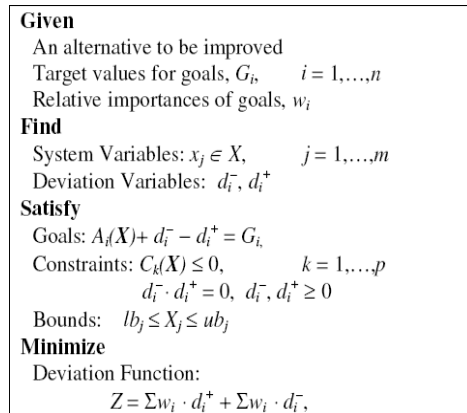 Given
An alternative to be improved
Target values for goals, Gᵢ, i = 1,…,n
Relative importances of goals, wᵢ
Find
System Variables: xⱼ ∈ X, j = 1,…,m
Deviation Variables: dᵢ⁻, dᵢ⁺
Satisfy
Goals: Aᵢ(X)+ dᵢ⁻ − dᵢ⁺ = Gᵢ,
Constraints: Cₖ(X) ≤ 0, k = 1,…,p
dᵢ⁻· dᵢ⁺ = 0, dᵢ⁻, dᵢ⁺ ≥ 0
Bounds: lbⱼ ≤ Xⱼ ≤ ubⱼ
Minimize
Deviation Function:
Z = Σwᵢ · dᵢ⁺ + Σwᵢ · dᵢ⁻,